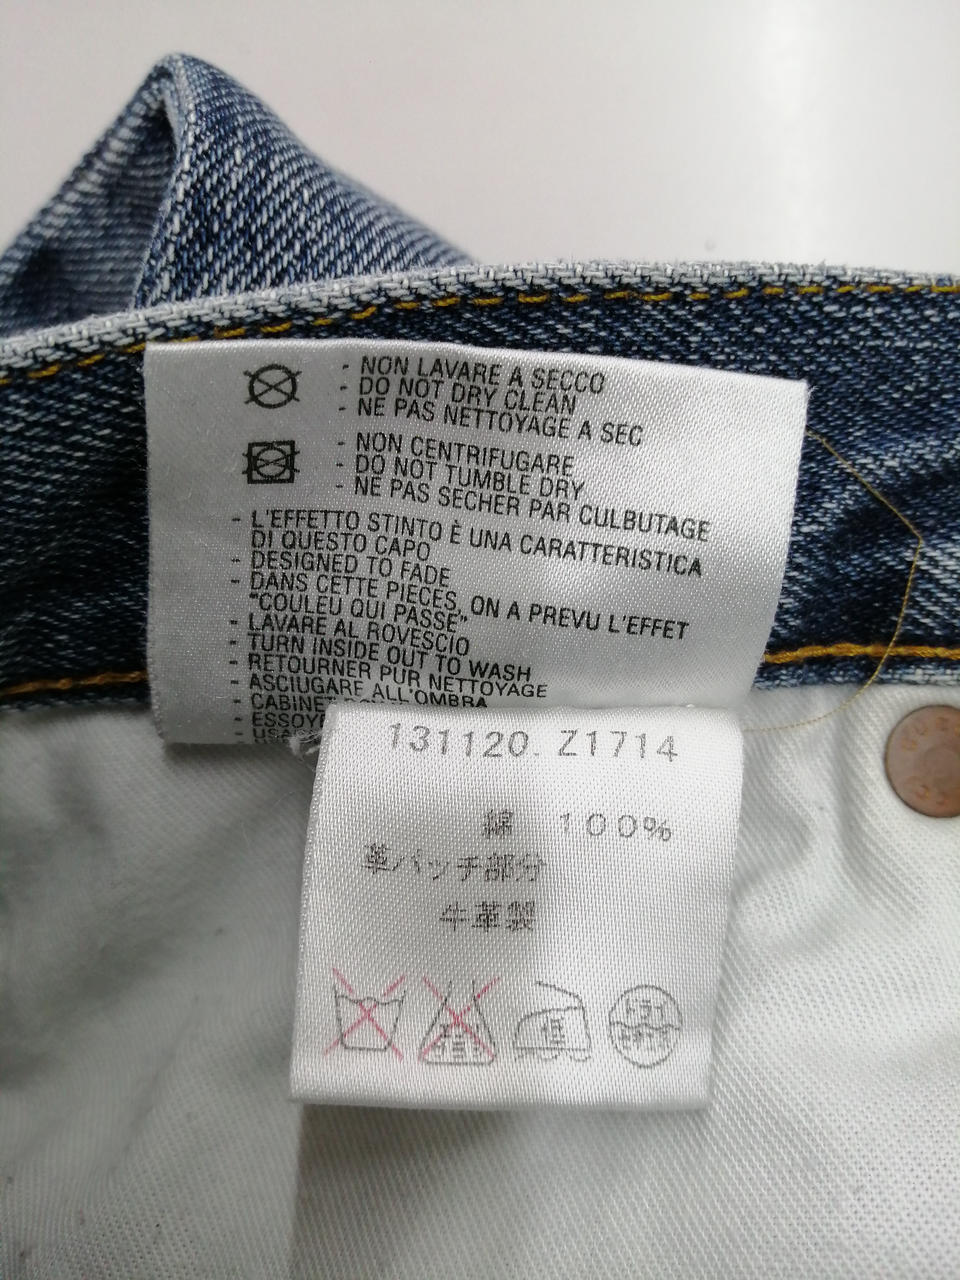 - NON LAVARE A SECCO
- DO NOT DRY CLEAN
- NE PAS NETTOYAGE A SEC
- NON CENTRIFUGARE
- DO NOT TUMBLE DRY
- NE PAS SECHER PAR CULBUTAGE
- L'EFFETTO STINTO È UNA CARATTERISTICA
DI QUESTO CAPO
- DESIGNED TO FADE
- DANS CETTE PIECES, ON A PREVU L'EFFET
"COULEU QUI PASSE"
- LAVARE AL ROVESCIO
- TURN INSIDE OUT TO WASH
- RETOURNER PUR NETTOYAGE
- ASCIUGARE ALL'OMBRA
- CABINET
131120. Z1714
綿 100%
革パッチ部分
牛革製